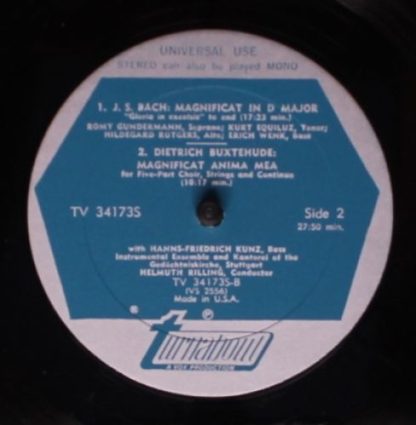 UNIVERSAL USE
STEREO can also be played MONO
1. J. S. BACH: MAGNIFICAT IN D MAJOR
"Gloria in excelsis" to end (17:23 min.)
ROMY GUNDERMANN, Soprano; KURT EQUILUZ, Tenor;
HILDEGARD RUTGERS, Alto; ERICH WENK, Bass
2. DIETRICH BUXTEHUDE:
MAGNIFICAT ANIMA MEA
for Five-Part Choir, Strings and Continuo
(10:17 min.)
TV 34173S
Side 2
27:50 min.
with HANNS-FRIEDRICH KUNZ, Bass
Instrumental Ensemble and Kantorei of the
Gedächtniskirche, Stuttgart
HELMUTH RILLING, Conductor
TV 34173S-B
(VS 2556)
Made in U.S.A.
® ℗
turnabout
A VOX PRODUCTION